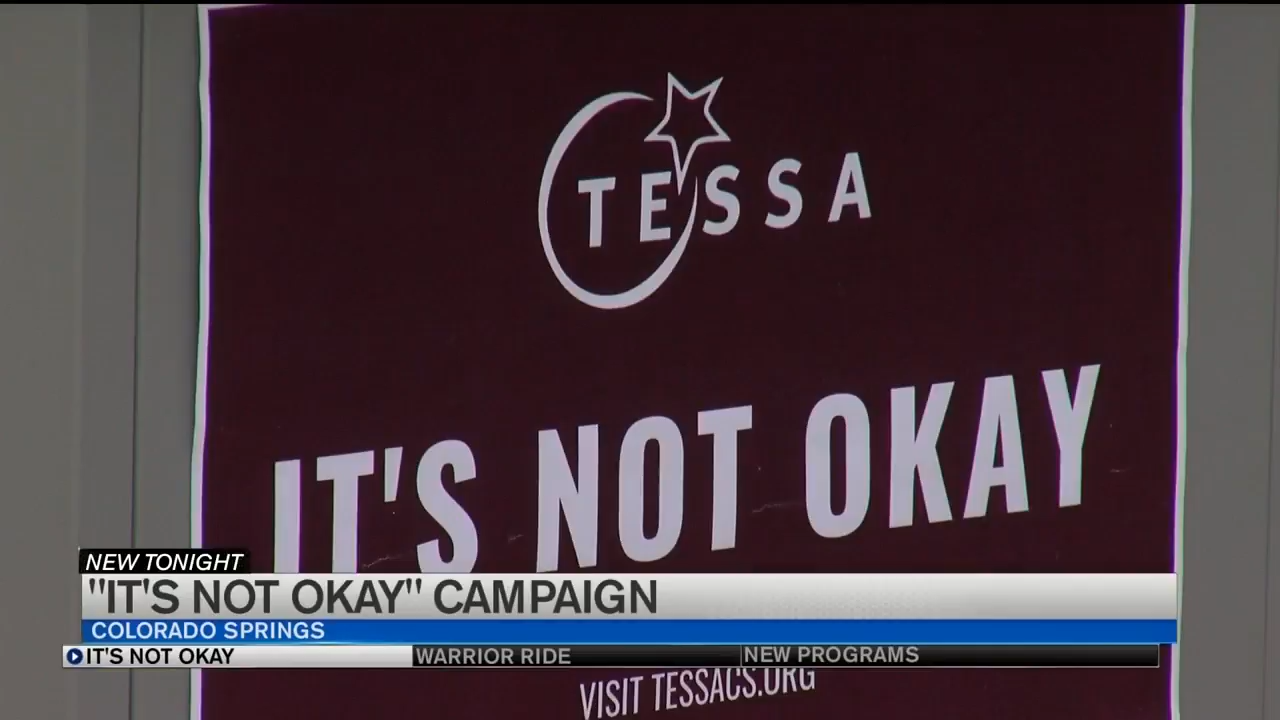 TESSA
IT'S NOT OKAY
NEW TONIGHT
"IT'S NOT OKAY" CAMPAIGN
COLORADO SPRINGS
IT'S NOT OKAY WARRIOR RIDE NEW PROGRAMS
VISIT TESSACS.ORG